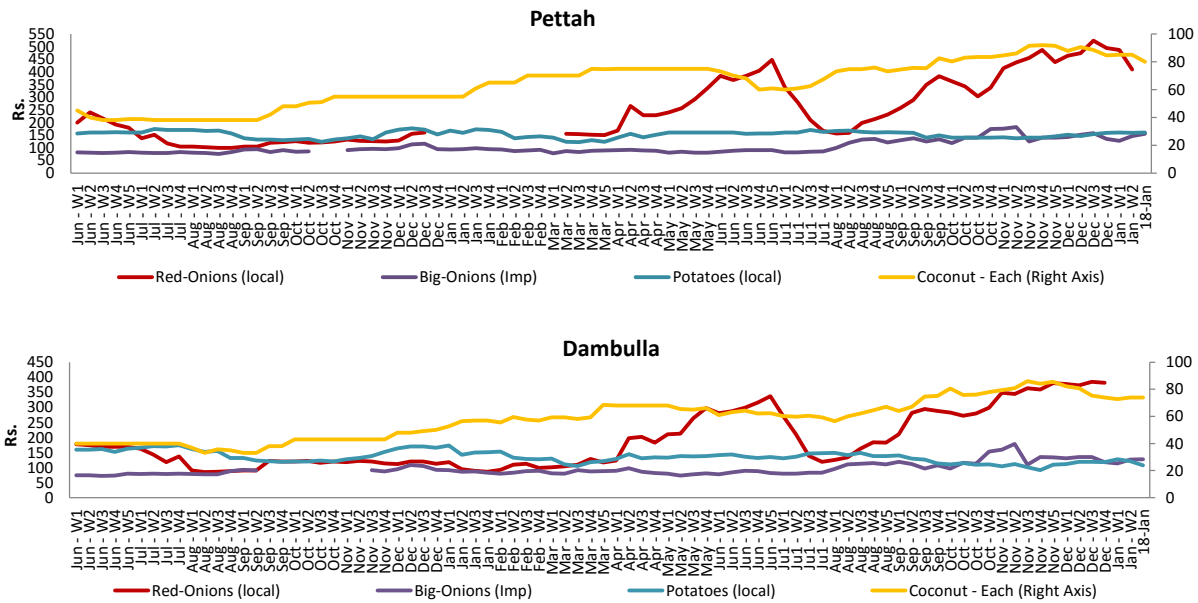 Pettah
550
500
450
400
350
300
250
200
150
100
50
0
Rs.
100
80
60
40
20
0
Jun - W1
Jun - W2
Jun - W3
Jun - W4
Jun - W5
Jul - W1
Jul - W2
Jul - W3
Jul - W4
Aug - W1
Aug - W2
Aug - W3
Aug - W4
Sep - W1
Sep - W2
Sep - W3
Sep - W4
Oct - W1
Oct - W2
Oct - W3
Oct - W4
Nov - W1
Nov - W2
Nov - W3
Nov - W4
Dec - W1
Dec - W2
Dec - W3
Dec - W4
Jan - W1
Jan - W2
Jan - W3
Jan - W4
Feb - W1
Feb - W2
Feb - W3
Feb - W4
Mar - W1
Mar - W2
Mar - W3
Mar - W4
Apr - W1
Apr - W2
Apr - W3
Apr - W4
May - W1
May - W2
May - W3
May - W4
Jun - W1
Jun - W2
Jun - W3
Jun - W4
Jun - W5
Ju1 - W1
Ju1 - W2
Ju1 - W3
Ju1 - W4
Aug - W1
Aug - W2
Aug - W3
Aug - W4
Sep - W1
Sep - W2
Sep - W3
Sep - W4
Oct - W1
Oct - W2
Oct - W3
Oct - W4
Nov - W1
Nov - W2
Nov - W3
Nov - W4
Nov - W5
Dec - W1
Dec - W2
Dec - W3
Dec - W4
Jan - W1
Jan - W2
18-Jan
Red-Onions (local) Big-Onions (Imp) Potatoes (local) Coconut - Each (Right Axis)
Dambulla
450
400
350
300
250
200
150
100
50
0
Rs.
100
80
60
40
20
0
Jun - W1
Jun - W2
Jun - W3
Jun - W4
Jun - W5
Jul - W1
Jul - W2
Jul - W3
Jul - W4
Aug - W1
Aug - W2
Aug - W3
Aug - W4
Sep - W1
Sep - W2
Sep - W3
Sep - W4
Oct - W1
Oct - W2
Oct - W3
Oct - W4
Nov - W1
Nov - W2
Nov - W3
Nov - W4
Dec - W1
Dec - W2
Dec - W3
Dec - W4
Jan - W1
Jan - W2
Jan - W3
Jan - W4
Feb - W1
Feb - W2
Feb - W3
Feb - W4
Mar - W1
Mar - W2
Mar - W3
Mar - W4
Apr - W1
Apr - W2
Apr - W3
Apr - W4
May - W1
May - W2
May - W3
May - W4
Jun - W1
Jun - W2
Jun - W3
Jun - W4
Jun - W5
Ju1 - W1
Ju1 - W2
Ju1 - W3
Ju1 - W4
Aug - W1
Aug - W2
Aug - W3
Aug - W4
Sep - W1
Sep - W2
Sep - W3
Sep - W4
Oct - W1
Oct - W2
Oct - W3
Oct - W4
Nov - W1
Nov - W2
Nov - W3
Nov - W4
Nov - W5
Dec - W1
Dec - W2
Dec - W3
Dec - W4
Jan - W1
Jan - W2
18-Jan
Red-Onions (local) Big-Onions (Imp) Potatoes (local) Coconut - Each (Right Axis)